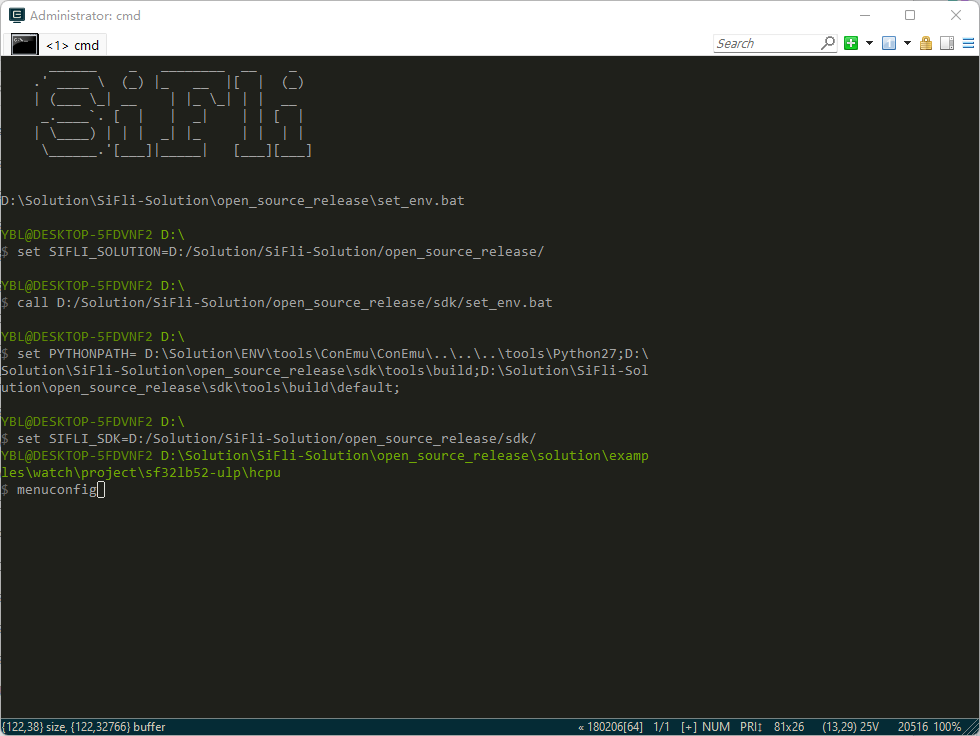 Administrator: cmd
<1> cmd
Search
SiFli
D:\Solution\SiFli-Solution\open_source_release\set_env.bat
YBL@DESKTOP-5FDVNF2 D:\
$ set SIFLI_SOLUTION=D:/Solution/SiFli-Solution/open_source_release/
YBL@DESKTOP-5FDVNF2 D:\
$ call D:/Solution/SiFli-Solution/open_source_release/sdk/set_env.bat
YBL@DESKTOP-5FDVNF2 D:\
$ set PYTHONPATH= D:\Solution\ENV\tools\ConEmu\ConEmu\..\..\..\tools\Python27;D:\
Solution\SiFli-Solution\open_source_release\sdk\tools\build;D:\Solution\SiFli-Sol
ution\open_source_release\sdk\tools\build\default;
YBL@DESKTOP-5FDVNF2 D:\
$ set SIFLI_SDK=D:/Solution/SiFli-Solution/open_source_release/sdk/
YBL@DESKTOP-5FDVNF2 D:\Solution\SiFli-Solution\open_source_release\solution\examp
les\watch\project\sf32lb52-ulp\hcpu
$ menuconfig
{122,38} size, {122,32766} buffer
« 180206[64] 1/1 [+] NUM PRI↕ 81x26 (13,29) 25V 20516 100%